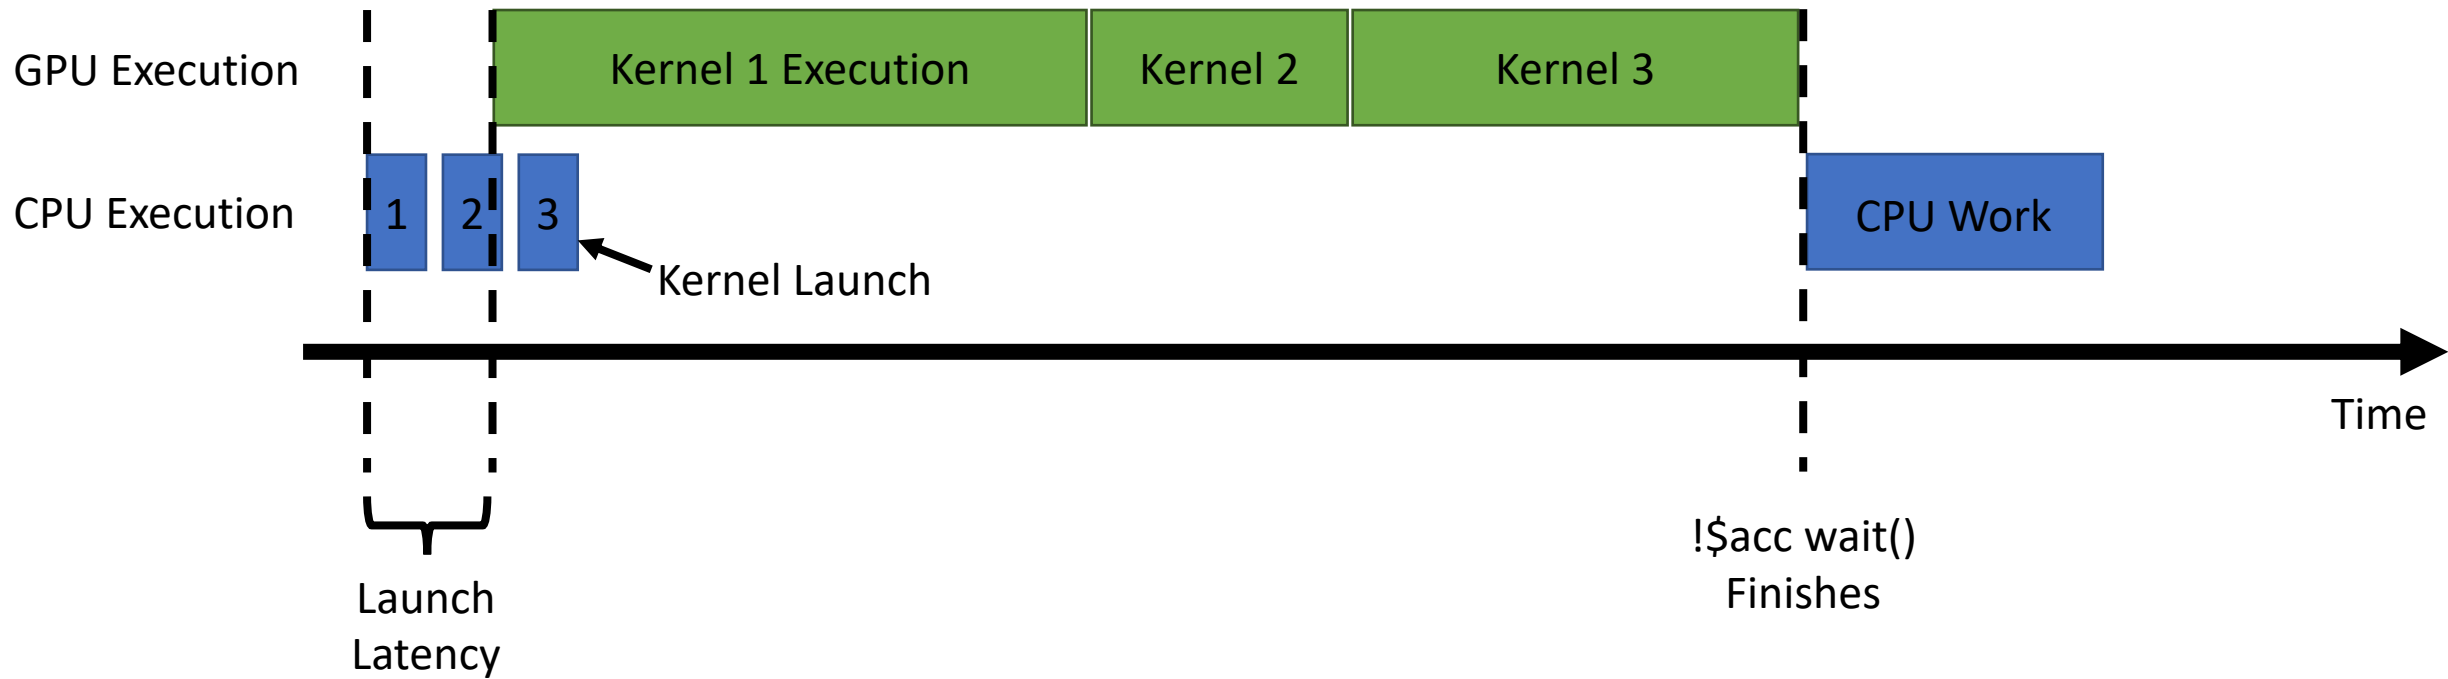 GPU Execution
Kernel 1 Execution
Kernel 2
Kernel 3
CPU Execution
1
2
3
CPU Work
Kernel Launch
Time
!$acc wait()
Finishes
Launch
Latency